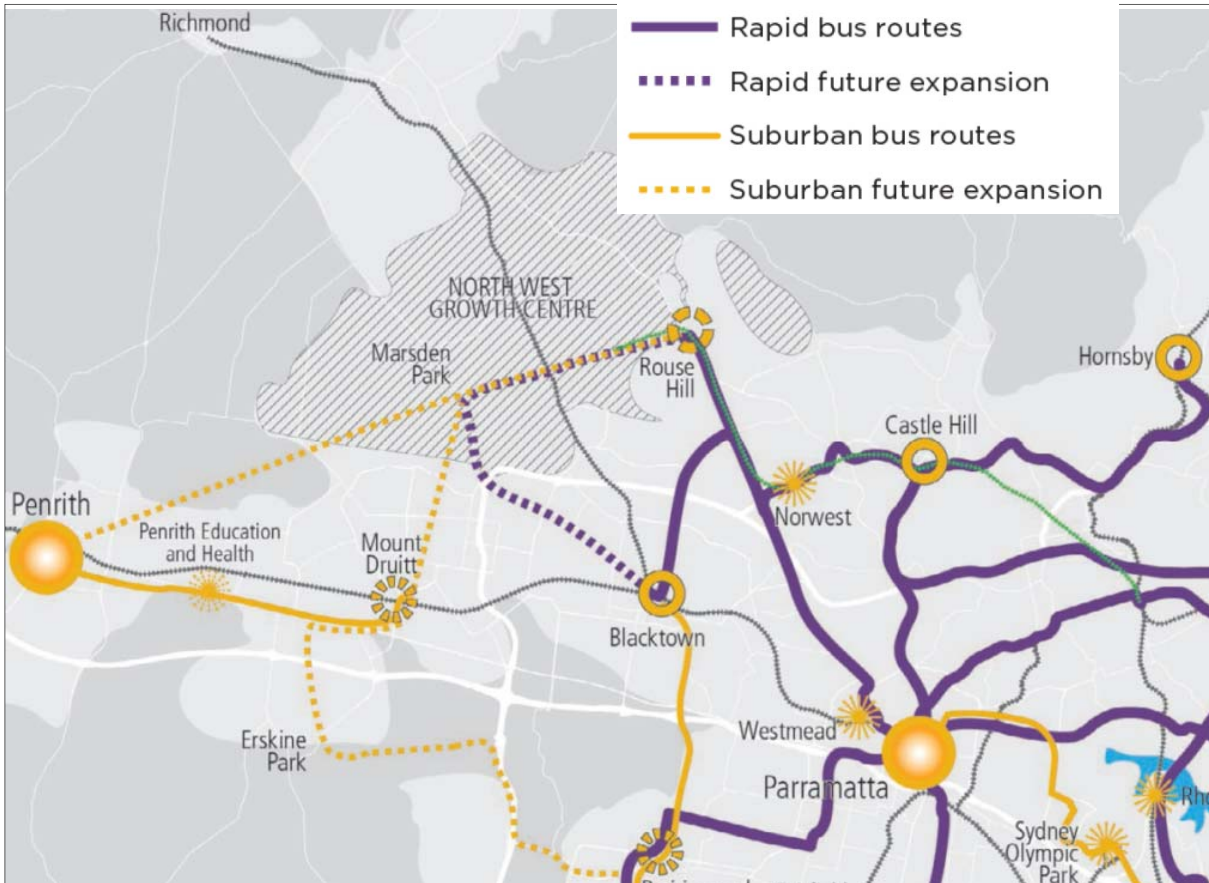 Richmond
Rapid bus routes
Rapid future expansion
Suburban bus routes
Suburban future expansion
NORTH WEST
GROWTH CENTRE
Marsden
Park
Rouse
Hill
Hornsby
Castle Hill
Penrith
Penrith Education
and Health
Mount
Druitt
Norwest
Blacktown
Erskine
Park
Westmead
Parramatta
Sydney
Olympic
Park